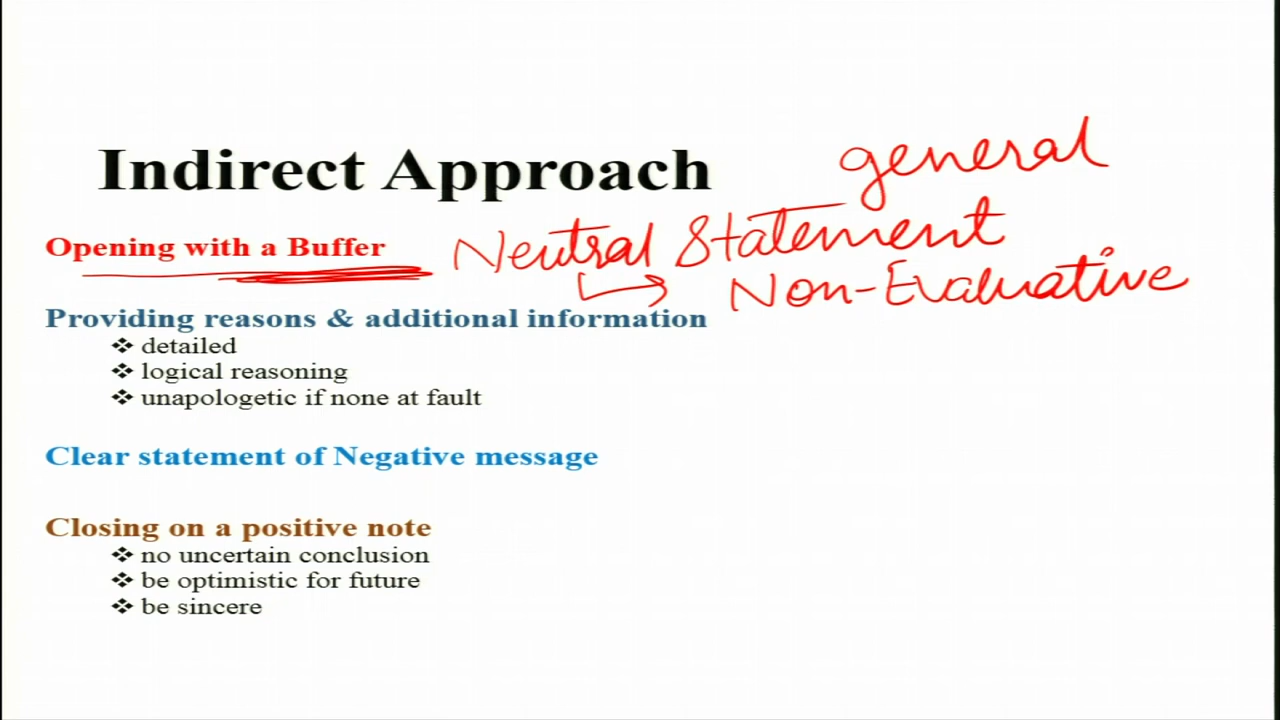 Indirect Approach
general
Opening with a Buffer
Neutral Statement
Non-Evaluative
Providing reasons & additional information
❖ detailed
❖ logical reasoning
❖ unapologetic if none at fault
Clear statement of Negative message
Closing on a positive note
❖ no uncertain conclusion
❖ be optimistic for future
❖ be sincere